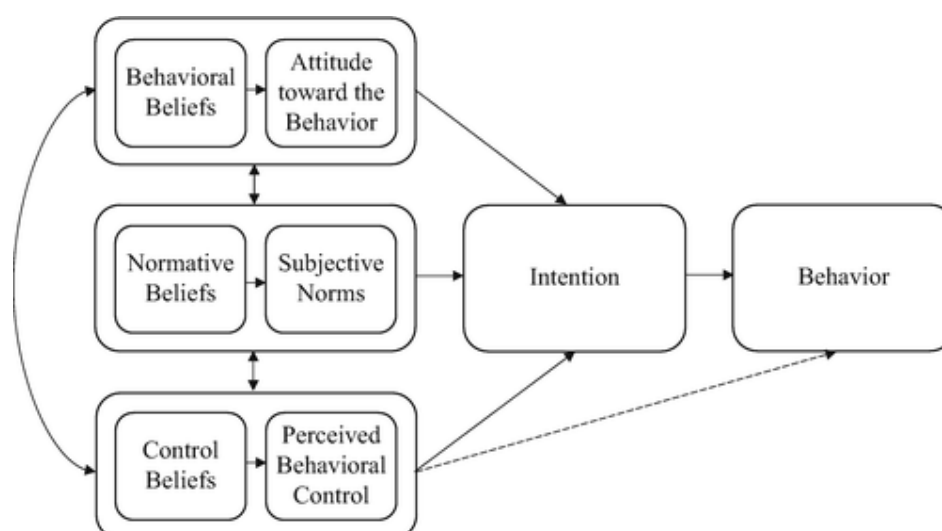 Behavioral
Beliefs
Attitude
toward the
Behavior
Normative
Beliefs
Subjective
Norms
Intention
Behavior
Control
Beliefs
Perceived
Behavioral
Control